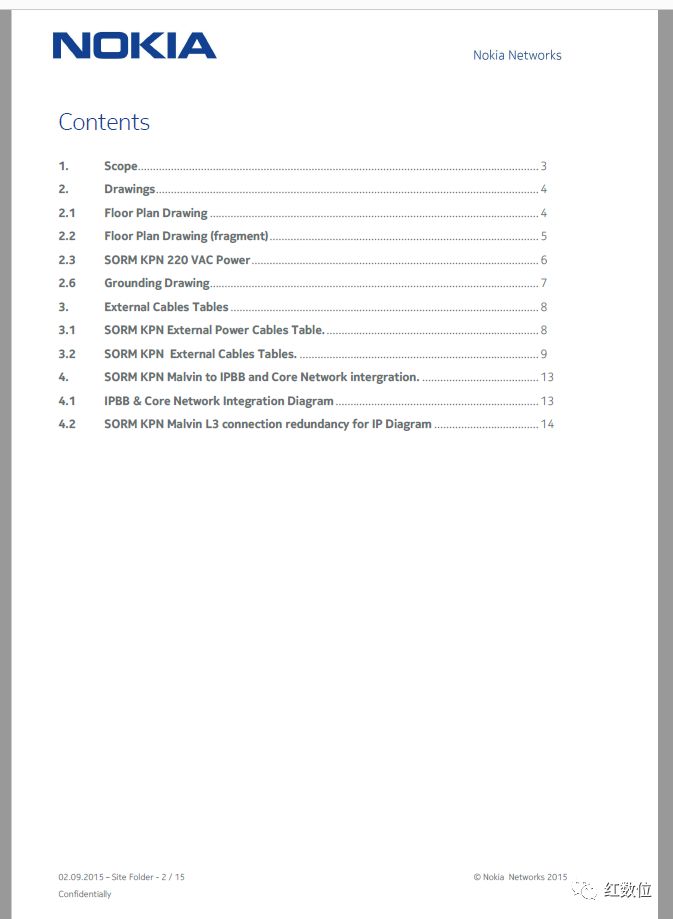 NOKIA
Nokia Networks
Contents
1. Scope 3
2. Drawings 4
2.1 Floor Plan Drawing 4
2.2 Floor Plan Drawing (fragment) 5
2.3 SORM KPN 220 VAC Power 6
2.6 Grounding Drawing 7
3. External Cables Tables 8
3.1 SORM KPN External Power Cables Table. 8
3.2 SORM KPN External Cables Tables. 9
4. SORM KPN Malvin to IPBB and Core Network intergration. 13
4.1 IPBB & Core Network Integration Diagram 13
4.2 SORM KPN Malvin L3 connection redundancy for IP Diagram 14
02.09.2015 – Site Folder - 2 / 15
© Nokia Networks 2015
Confidentially
红数位